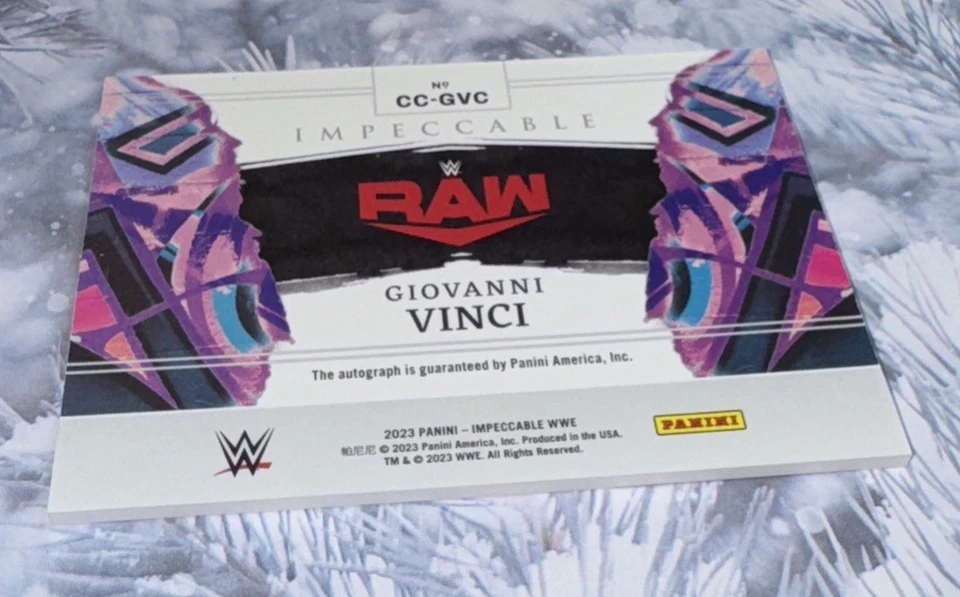 Nº
CC-GVC
IMPECCABLE
W
RAW
GIOVANNI
VINCI
The autograph is guaranteed by Panini America, Inc.
2023 PANINI – IMPECCABLE WWE
帕尼尼 © 2023 Panini America, Inc. Produced in the USA.
TM & © 2023 WWE. All Rights Reserved.
W
PANINI